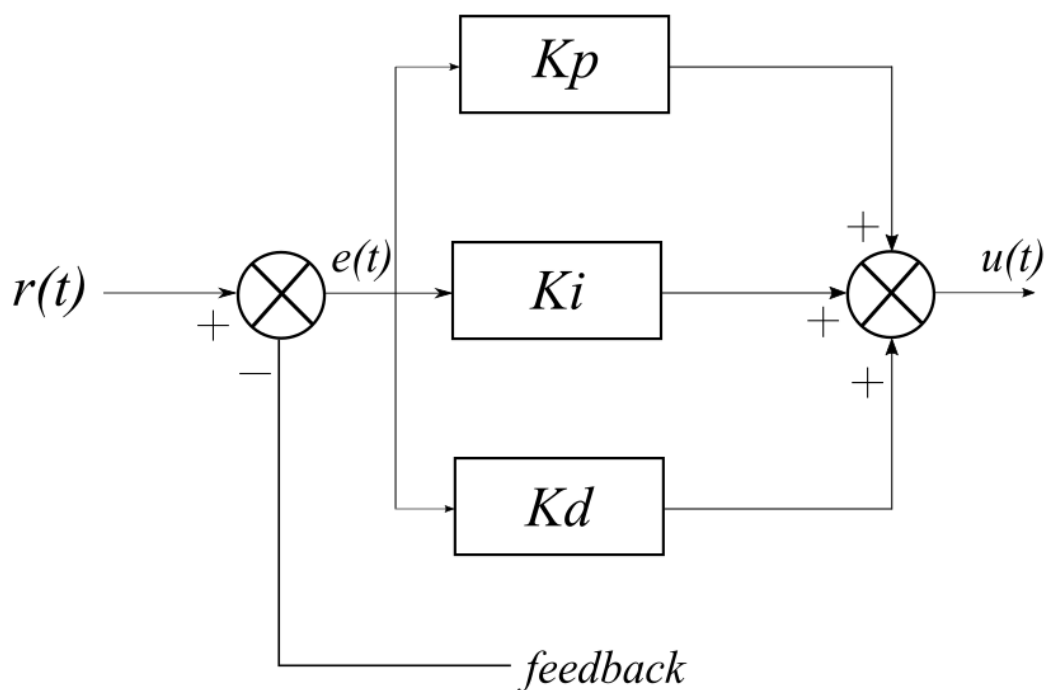 Kp
+
r(t)
e(t)
Ki
u(t)
+
+
−
+
Kd
feedback